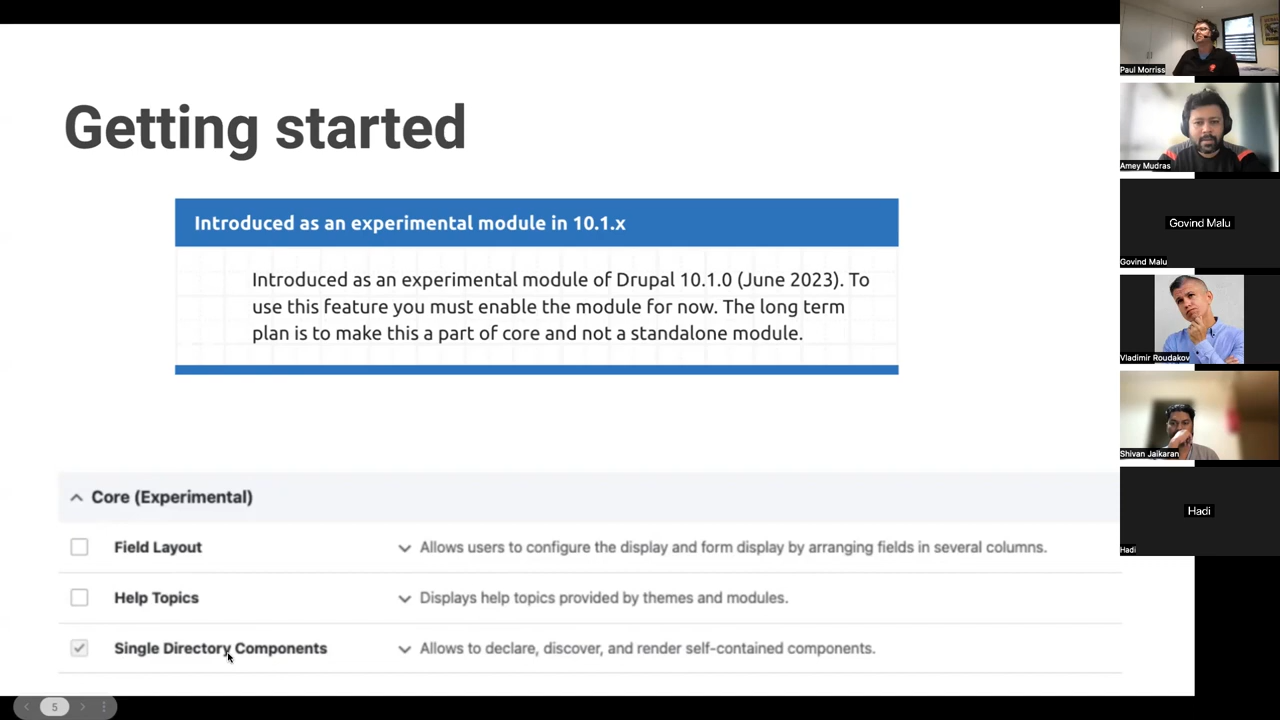 Getting started
Introduced as an experimental module in 10.1.x
Introduced as an experimental module of Drupal 10.1.0 (June 2023). To
use this feature you must enable the module for now. The long term
plan is to make this a part of core and not a standalone module.
Core (Experimental)
Field Layout
Allows users to configure the display and form display by arranging fields in several columns.
Help Topics
Displays help topics provided by themes and modules.
Single Directory Components
Allows to declare, discover, and render self-contained components.
5
Paul Morriss
Amey Mudras
Govind Malu
Govind Malu
Vladimir Roudakov
Shivan Jaikaran
Hadi
Hadi